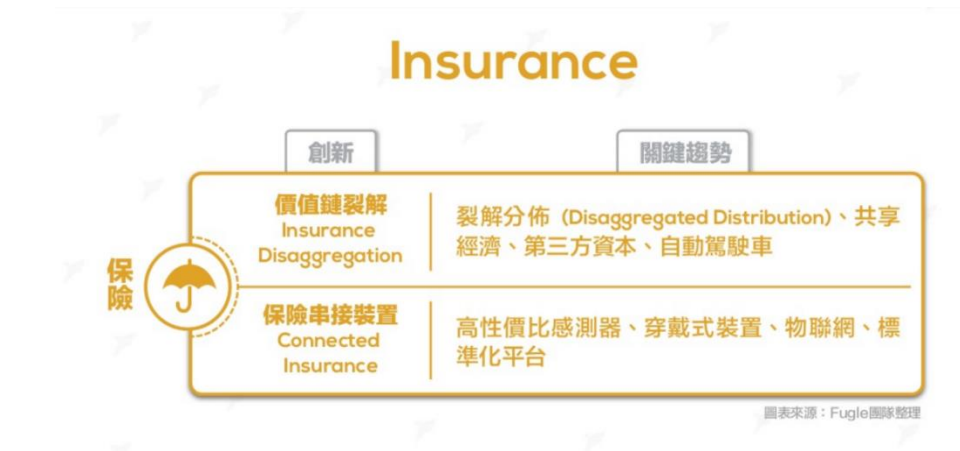 Insurance
創新
關鍵趨勢
保險
價值鏈裂解
Insurance
Disaggregation
裂解分佈 (Disaggregated Distribution)、共享
經濟、第三方資本、自動駕駛車
保險串接裝置
Connected
Insurance
高性價比感測器、穿戴式裝置、物聯網、標
準化平台
圖表來源：Fugle團隊整理